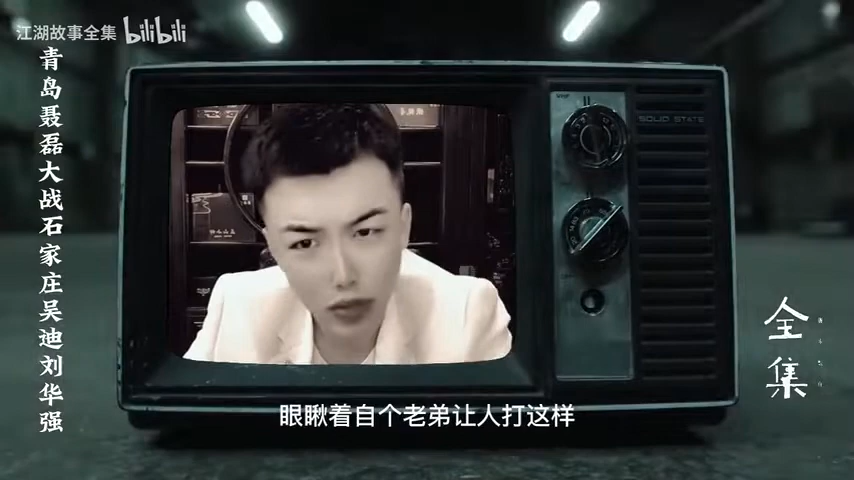 江湖故事全集 bilibili
青岛聂磊大战石家庄吴迪刘华强
SOLID STATE
全集
眼瞅着自个老弟让人打这样